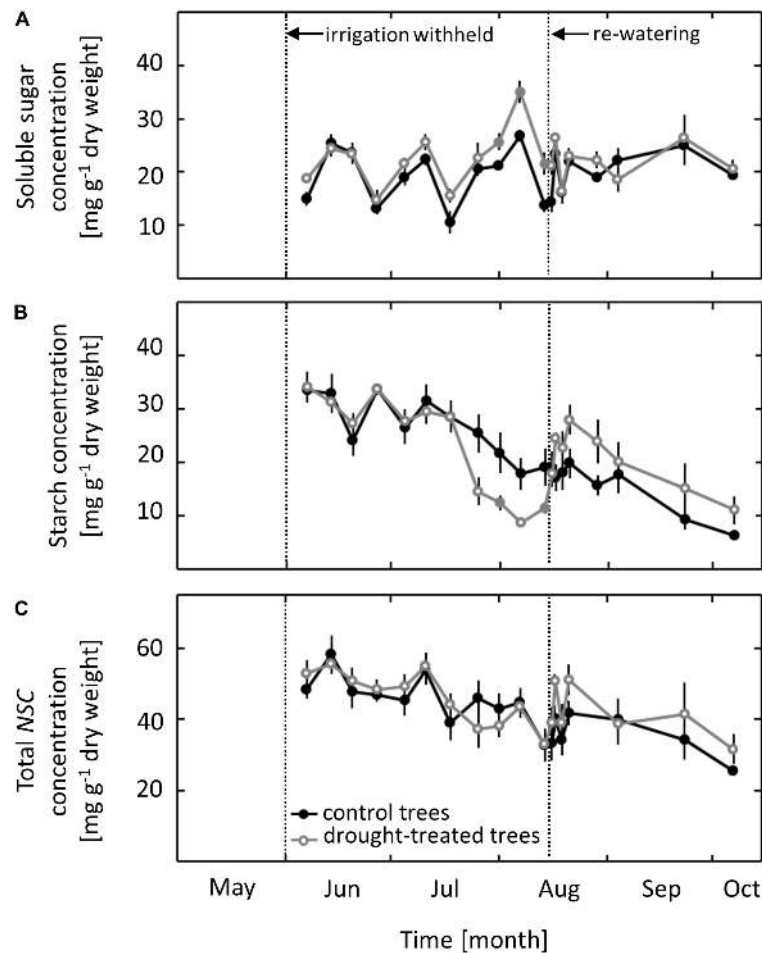 A
irrigation withheld
re-watering
Soluble sugar
concentration
[mg g⁻¹ dry weight]
40
30
20
10
B
Starch concentration
[mg g⁻¹ dry weight]
40
30
20
10
C
Total NSC
concentration
[mg g⁻¹ dry weight]
60
40
20
control trees
drought-treated trees
May Jun Jul Aug Sep Oct
Time [month]